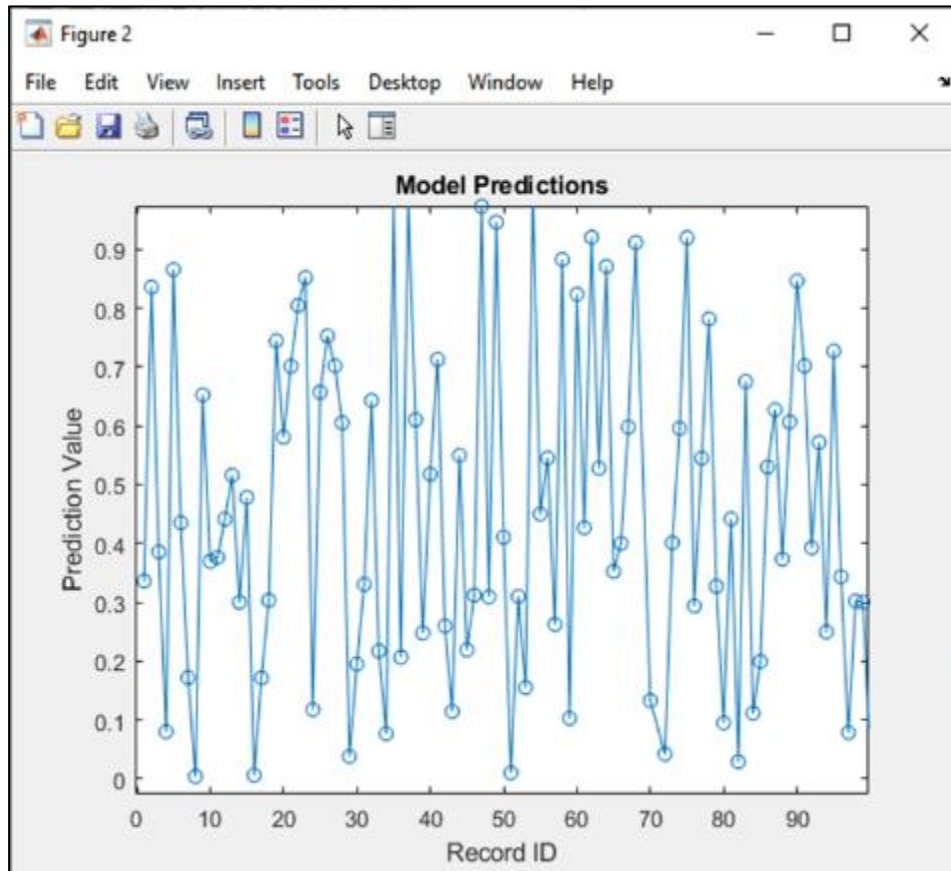 Figure 2
File Edit View Insert Tools Desktop Window Help
Model Predictions
0.9
0.8
0.7
0.6
0.5
0.4
0.3
0.2
0.1
0
Prediction Value
0 10 20 30 40 50 60 70 80 90
Record ID